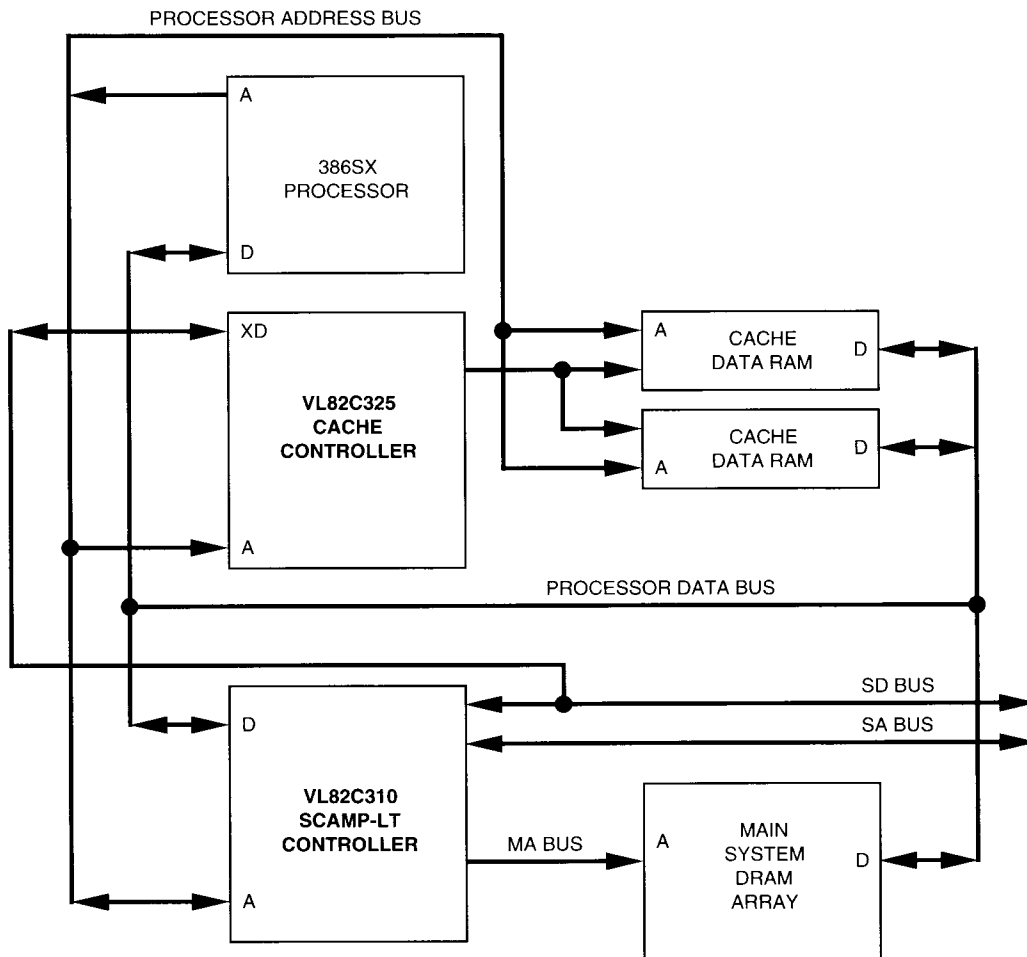 PROCESSOR ADDRESS BUS
A
386SX
PROCESSOR
D
XD
VL82C325
CACHE
CONTROLLER
A
A
CACHE
DATA RAM
D
CACHE
DATA RAM
D
A
PROCESSOR DATA BUS
SD BUS
SA BUS
D
VL82C310
SCAMP-LT
CONTROLLER
A
MA BUS
A
MAIN
SYSTEM
DRAM
ARRAY
D